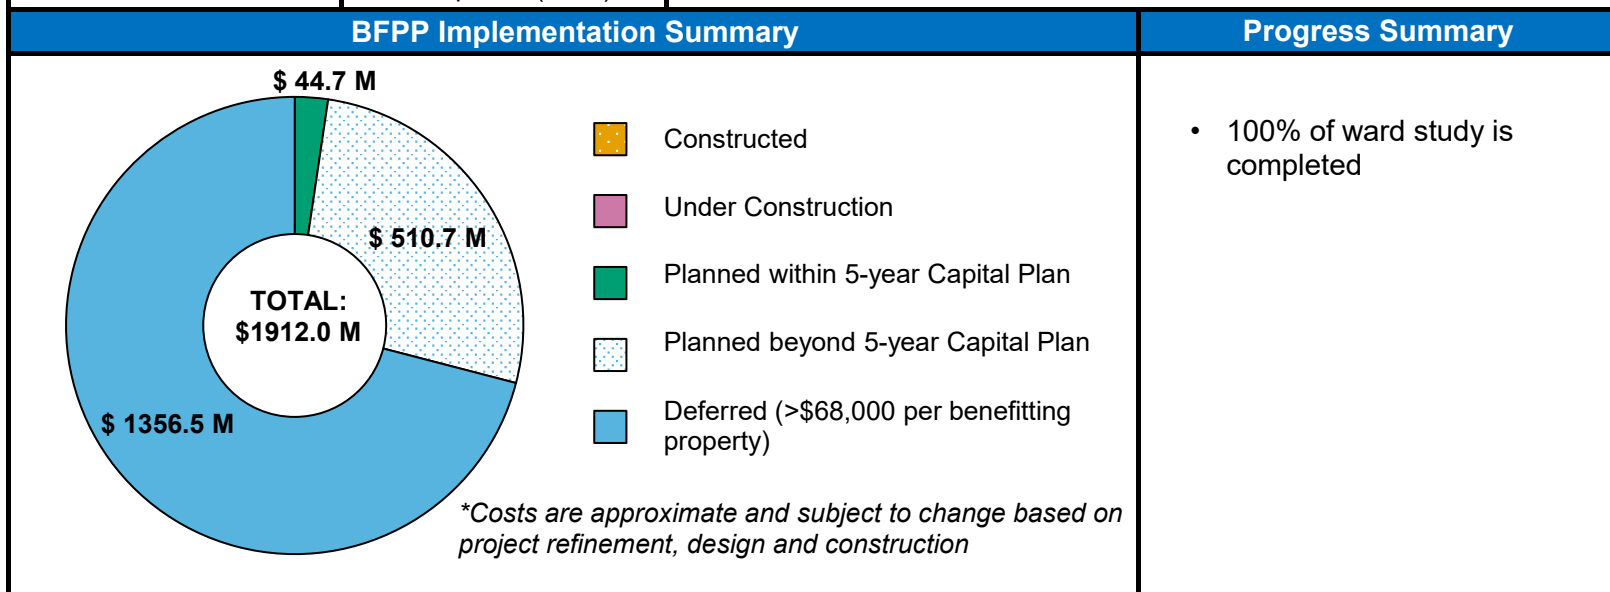 BFPP Implementation Summary
Progress Summary
$ 44.7 M
$ 510.7 M
TOTAL:
$1912.0 M
$ 1356.5 M
Constructed
Under Construction
Planned within 5-year Capital Plan
Planned beyond 5-year Capital Plan
Deferred (>$68,000 per benefitting
property)
*Costs are approximate and subject to change based on
project refinement, design and construction
• 100% of ward study is
completed